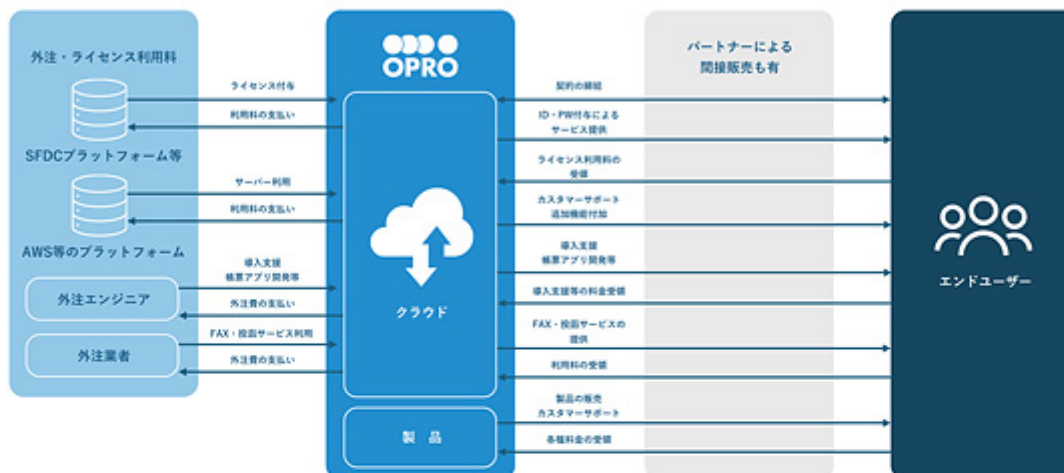 外注・ライセンス利用料
SFDCプラットフォーム等
AWS等のプラットフォーム
外注エンジニア
外注業者
ライセンス付与
利用料の支払い
サーバー利用
利用料の支払い
導入支援
帳票アプリ開発等
外注費の支払い
FAX・投函サービス利用
外注費の支払い
OPRO
クラウド
製品
契約の締結
ID・PW付与による
サービス提供
ライセンス利用料の
受領
カスタマーサポート
追加機能付加
導入支援
帳票アプリ開発等
導入支援等の料金受領
FAX・投函サービスの
提供
利用料の受領
製品の販売
カスタマーサポート
各種料金の受領
パートナーによる
間接販売も有
エンドユーザー